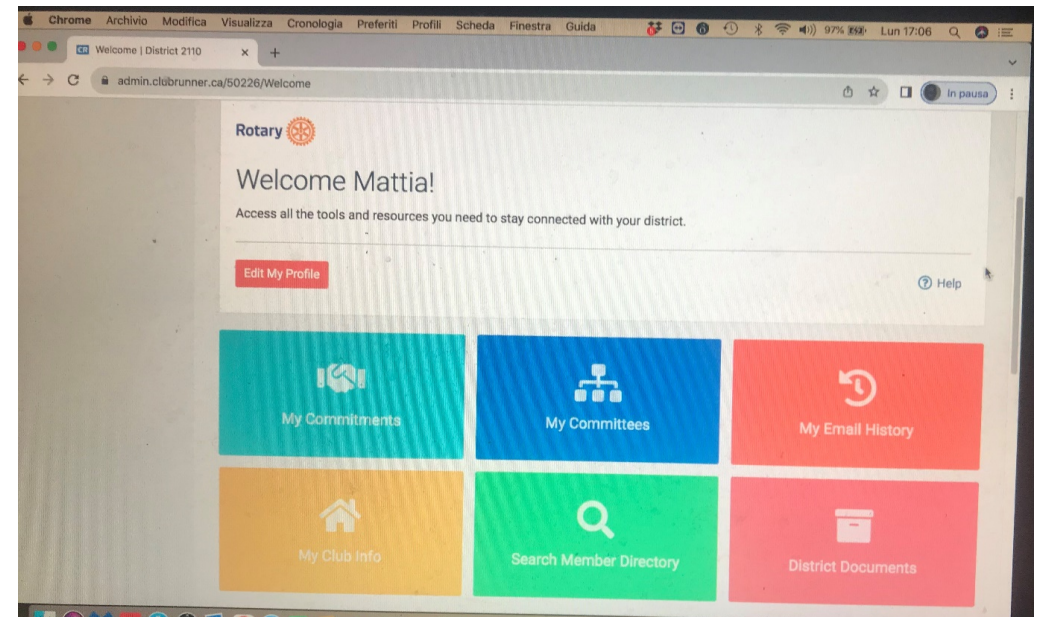 Chrome Archivio Modifica Visualizza Cronologia Preferiti Profili Scheda Finestra Guida 97% Lun 17:06
CR Welcome | District 2110
admin.clubrunner.ca/50226/Welcome In pausa
Rotary
Welcome Mattia!
Access all the tools and resources you need to stay connected with your district.
Edit My Profile
Help
My Commitments
My Committees
My Email History
My Club Info
Search Member Directory
District Documents